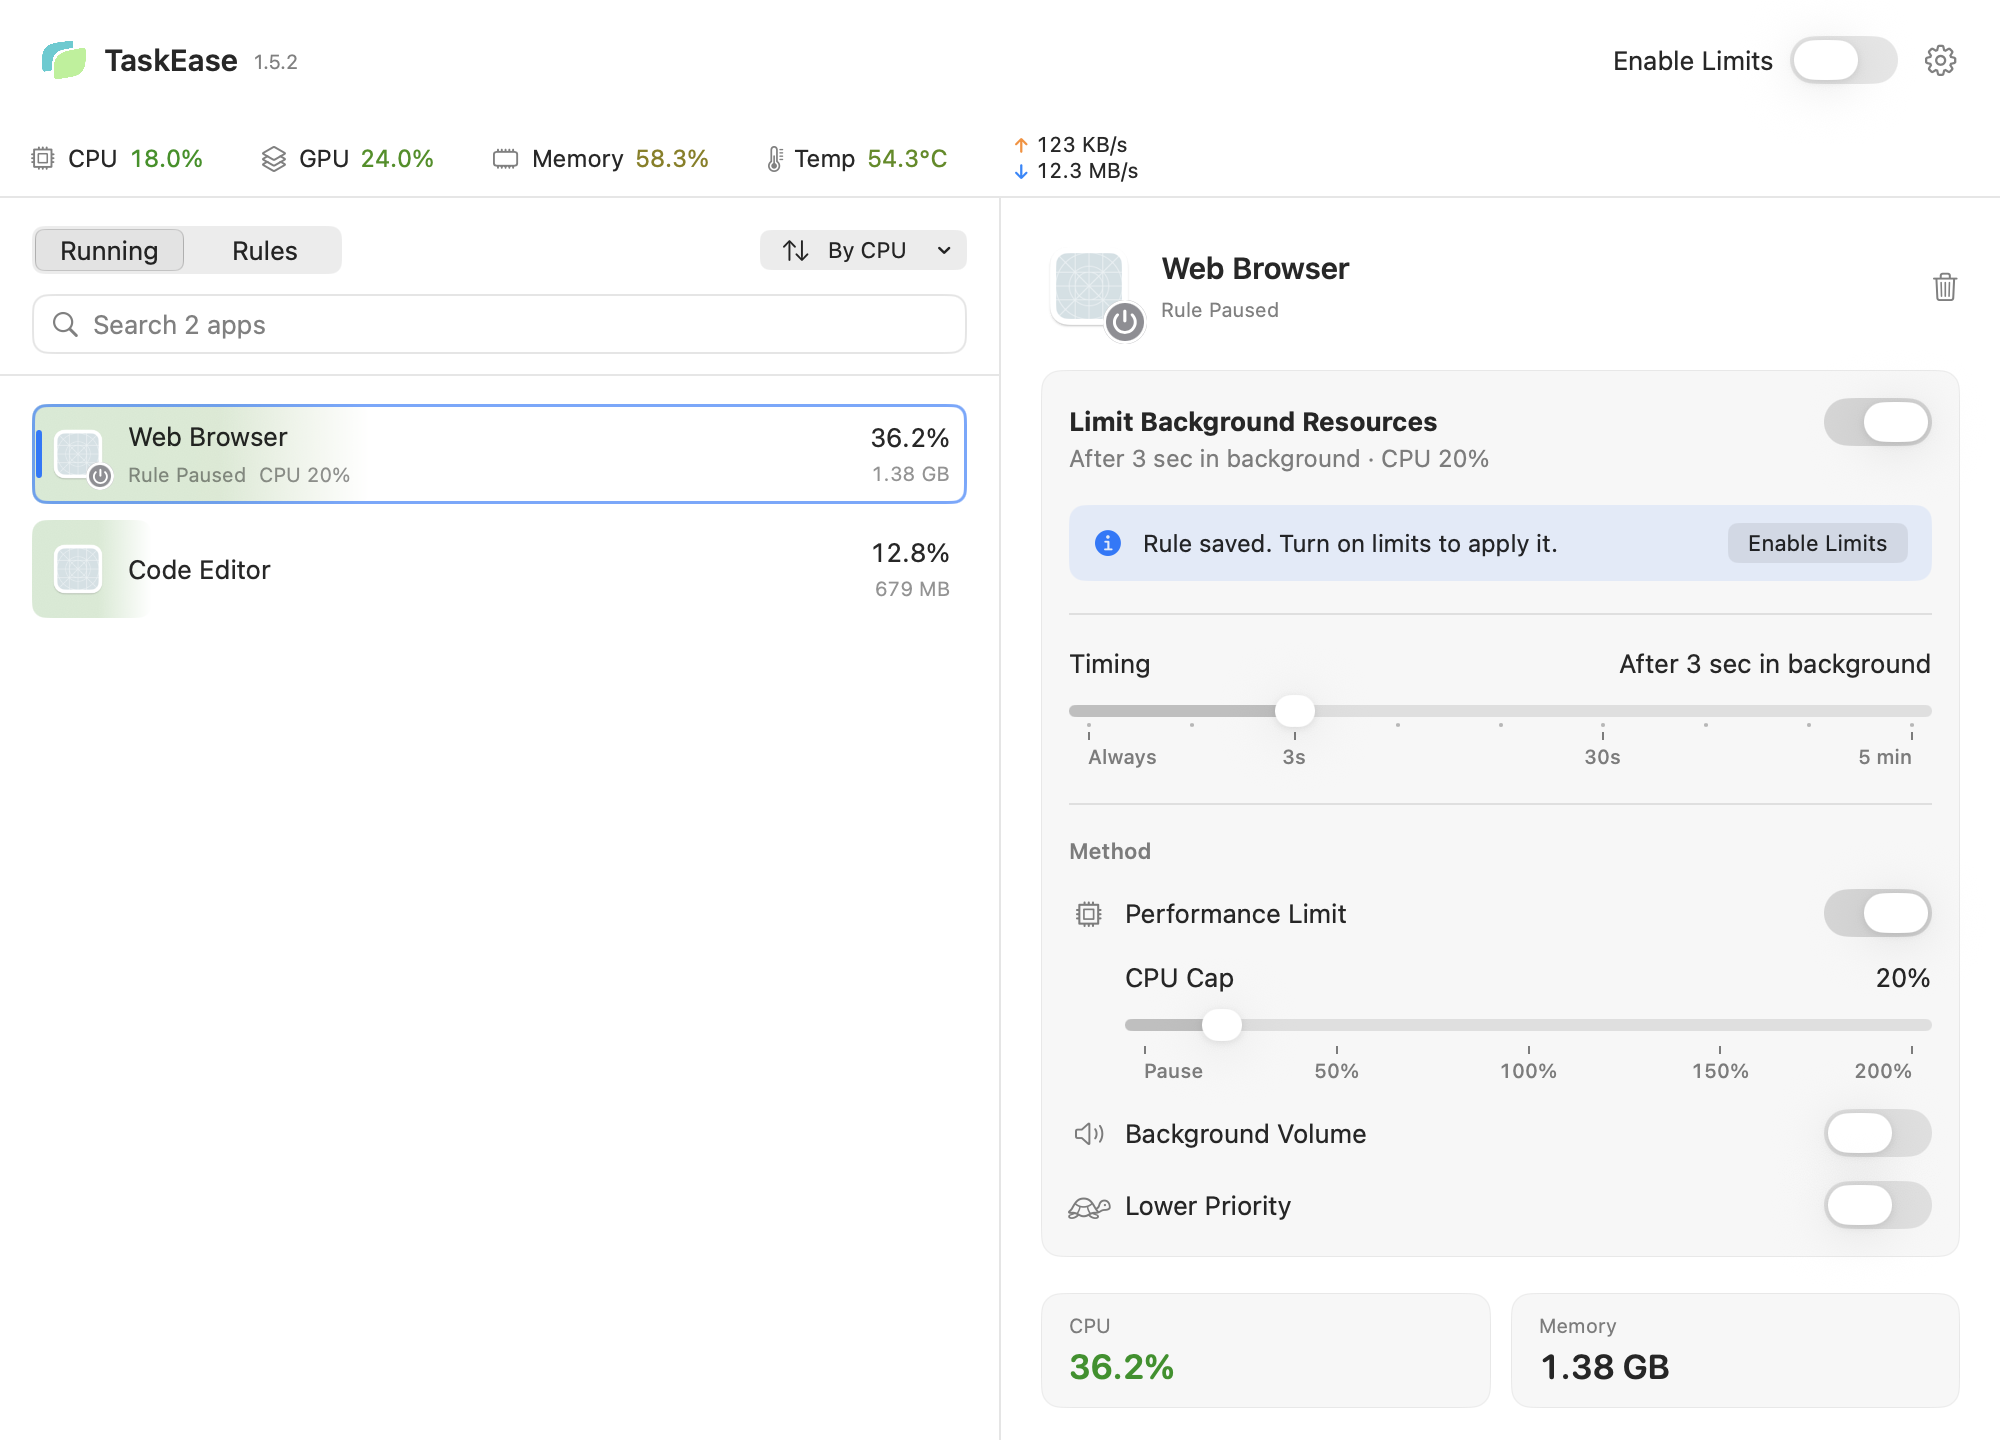 TaskEase 1.5.2
Enable Limits
CPU 18.0%
GPU 24.0%
Memory 58.3%
Temp 54.3°C
↑ 123 KB/s
↓ 12.3 MB/s
Running
Rules
By CPU
Search 2 apps
Web Browser
Rule Paused CPU 20%
36.2%
1.38 GB
Code Editor
12.8%
679 MB
Web Browser
Rule Paused
Limit Background Resources
After 3 sec in background · CPU 20%
Rule saved. Turn on limits to apply it.
Enable Limits
Timing
After 3 sec in background
Always 3s 30s 5 min
Method
Performance Limit
CPU Cap
20%
Pause 50% 100% 150% 200%
Background Volume
Lower Priority
CPU
36.2%
Memory
1.38 GB